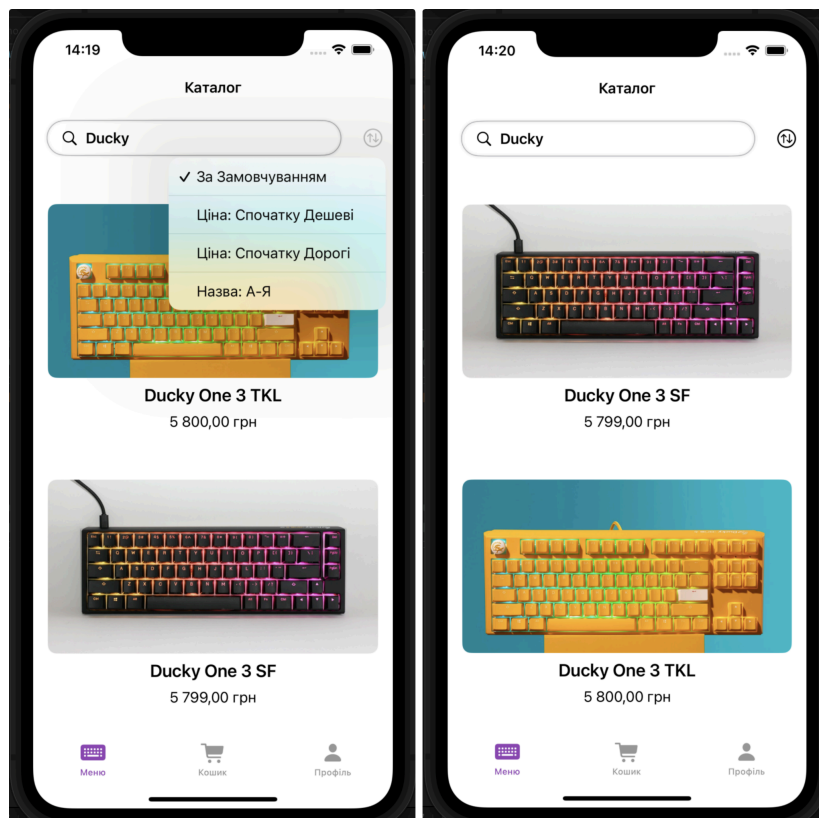 14:19
Каталог
Ducky
За Замовчуванням
Ціна: Спочатку Дешеві
Ціна: Спочатку Дорогі
Назва: А-Я
Ducky One 3 TKL
5 800,00 грн
Ducky One 3 SF
5 799,00 грн
Меню
Кошик
Профіль
14:20
Каталог
Ducky
Ducky One 3 SF
5 799,00 грн
Ducky One 3 TKL
5 800,00 грн
Меню
Кошик
Профіль